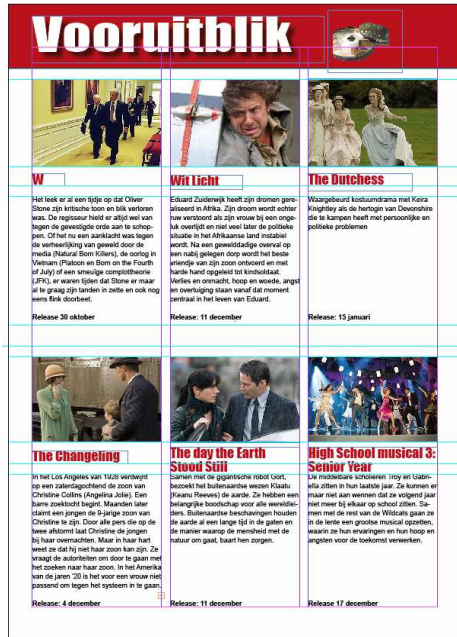 Vooruitblik
W
Het leek er al een tijdje op dat Oliver
Stone zijn kritische toon en blik verloren
was. De regisseur hield er altijd wel van
tegen de gevestigde orde aan te schop-
pen. Of het nu een aanklacht was tegen
de verheerlijking van geweld door de
media (Natural Born Killers), de oorlog in
Vietnam (Platoon en Born on the Fourth
of July) of een smeuïge complottheorie
(JFK), er waren tijden dat Stone er maar
al te graag zijn tanden in zette en ook nog
eens flink doorbeet.
Release 30 oktober
Wit Licht
Eduard Zuiderwijk heeft zijn dromen gere-
aliseerd in Afrika. Zijn droom wordt echter
ruw verstoord als zijn vrouw bij een onge-
luk overlijdt en niet veel later de politieke
situatie in het Afrikaanse land instabiel
wordt. Na een gewelddadige overval op
een nabij gelegen dorp wordt het beste
vriendje van zijn zoon ontvoerd en met
harde hand opgeleid tot kindsoldaat.
Verlies en onmacht, hoop en woede, angst
en overtuiging staan vanaf dat moment
centraal in het leven van Eduard.
Release: 11 december
The Dutchess
Waargebeurd kostuumdrama met Keira
Knightley als de hertogin van Devonshire
die te kampen heeft met persoonlijke en
politieke problemen
Release: 15 januari
The Changeling
In het Los Angeles van 1928 verdwijnt
op een zaterdagochtend de zoon van
Christine Collins (Angelina Jolie). Een
barre zoektocht begint. Maanden later
claimt een jongen de 9-jarige zoon van
Christine te zijn. Door alle pers die op de
twee afstormt laat Christine de jongen
bij haar overnachten. Maar in haar hart
weet ze dat hij niet haar zoon kan zijn. Ze
vraagt de autoriteiten om door te gaan met
het zoeken naar haar zoon. In het Amerika
van de jaren '20 is het voor een vrouw niet
passend om tegen het systeem in te gaan.
Release: 4 december
The day the Earth
Stood Still
Samen met de gigantische robot Gort,
bezoekt het buitenaardse wezen Klaatu
(Keanu Reeves) de aarde. Ze hebben een
belangrijke boodschap voor alle wereldlei-
ders. Buitenaardse beschavingen houden
de aarde al een lange tijd in de gaten en
de manier waarop de mensheid met de
natuur om gaat, baart hen zorgen.
Release: 11 december
High School musical 3:
Senior Year
De middelbare scholieren Troy en Gabri-
ella zitten in hun laatste jaar. Ze kunnen er
maar niet aan wennen dat ze volgend jaar
niet meer bij elkaar op school zitten. Sa-
men met de rest van de Wildcats gaan ze
in de lente een grootse musical opzetten,
waarin ze hun ervaringen en hun hoop en
angsten voor de toekomst verwerken.
Release 17 december